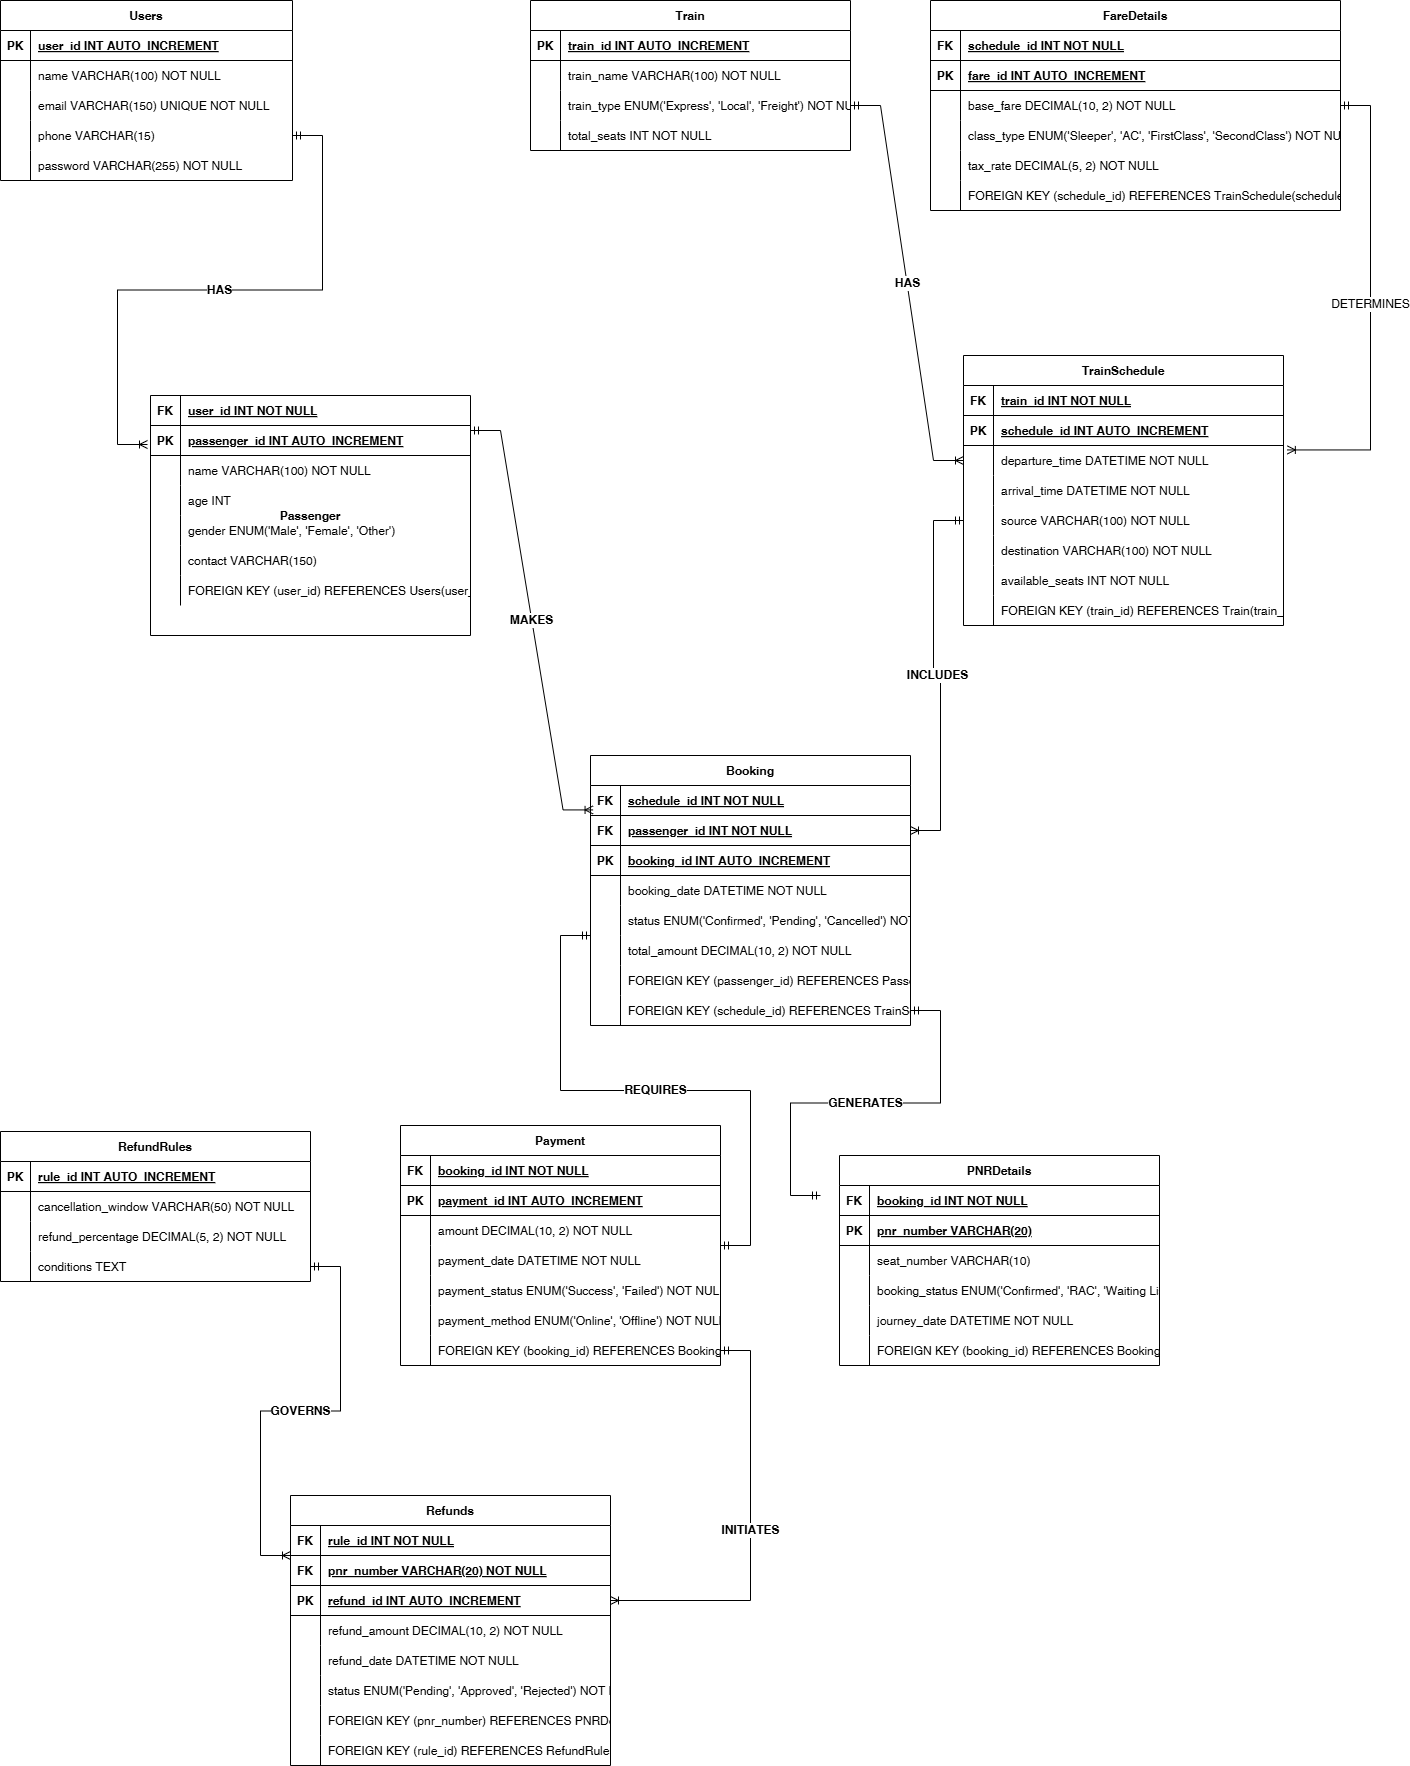 Users
PK user_id INT AUTO_INCREMENT
name VARCHAR(100) NOT NULL
email VARCHAR(150) UNIQUE NOT NULL
phone VARCHAR(15)
password VARCHAR(255) NOT NULL
Train
PK train_id INT AUTO_INCREMENT
train_name VARCHAR(100) NOT NULL
train_type ENUM('Express', 'Local', 'Freight') NOT NU
total_seats INT NOT NULL
FareDetails
FK schedule_id INT NOT NULL
PK fare_id INT AUTO_INCREMENT
base_fare DECIMAL(10, 2) NOT NULL
class_type ENUM('Sleeper', 'AC', 'FirstClass', 'SecondClass') NOT NU
tax_rate DECIMAL(5, 2) NOT NULL
FOREIGN KEY (schedule_id) REFERENCES TrainSchedule(schedule
HAS
HAS
DETERMINES
FK user_id INT NOT NULL
PK passenger_id INT AUTO_INCREMENT
name VARCHAR(100) NOT NULL
age INT
Passenger
gender ENUM('Male', 'Female', 'Other')
contact VARCHAR(150)
FOREIGN KEY (user_id) REFERENCES Users(user_
TrainSchedule
FK train_id INT NOT NULL
PK schedule_id INT AUTO_INCREMENT
departure_time DATETIME NOT NULL
arrival_time DATETIME NOT NULL
source VARCHAR(100) NOT NULL
destination VARCHAR(100) NOT NULL
available_seats INT NOT NULL
FOREIGN KEY (train_id) REFERENCES Train(train_
MAKES
INCLUDES
Booking
FK schedule_id INT NOT NULL
FK passenger_id INT NOT NULL
PK booking_id INT AUTO_INCREMENT
booking_date DATETIME NOT NULL
status ENUM('Confirmed', 'Pending', 'Cancelled') NOT
total_amount DECIMAL(10, 2) NOT NULL
FOREIGN KEY (passenger_id) REFERENCES Passe
FOREIGN KEY (schedule_id) REFERENCES TrainS
REQUIRES
GENERATES
RefundRules
PK rule_id INT AUTO_INCREMENT
cancellation_window VARCHAR(50) NOT NULL
refund_percentage DECIMAL(5, 2) NOT NULL
conditions TEXT
Payment
FK booking_id INT NOT NULL
PK payment_id INT AUTO_INCREMENT
amount DECIMAL(10, 2) NOT NULL
payment_date DATETIME NOT NULL
payment_status ENUM('Success', 'Failed') NOT NUL
payment_method ENUM('Online', 'Offline') NOT NULL
FOREIGN KEY (booking_id) REFERENCES Booking
PNRDetails
FK booking_id INT NOT NULL
PK pnr_number VARCHAR(20)
seat_number VARCHAR(10)
booking_status ENUM('Confirmed', 'RAC', 'Waiting Li
journey_date DATETIME NOT NULL
FOREIGN KEY (booking_id) REFERENCES Booking
GOVERNS
INITIATES
Refunds
FK rule_id INT NOT NULL
FK pnr_number VARCHAR(20) NOT NULL
PK refund_id INT AUTO_INCREMENT
refund_amount DECIMAL(10, 2) NOT NULL
refund_date DATETIME NOT NULL
status ENUM('Pending', 'Approved', 'Rejected') NOT
FOREIGN KEY (pnr_number) REFERENCES PNRD
FOREIGN KEY (rule_id) REFERENCES RefundRule